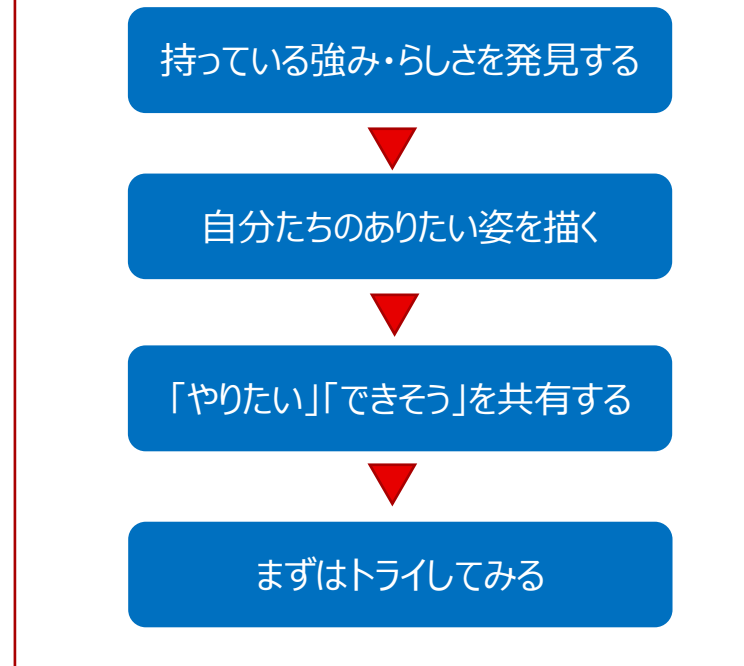 持っている強み・らしさを発見する
自分たちのありたい姿を描く
「やりたい」「できそう」を共有する
まずはトライしてみる